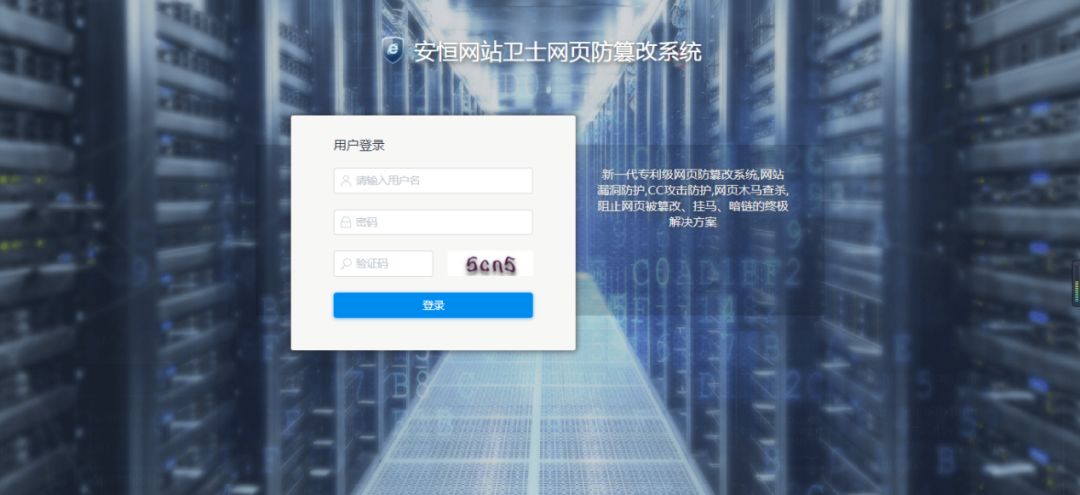 安恒网站卫士网页防篡改系统
用户登录
请输入用户名
密码
验证码
5cn5
登录
新一代专利级网页防篡改系统,网站
漏洞防护,CC攻击防护,网页木马查杀,
阻止网页被篡改、挂马、暗链的终极
解决方案
C0AD BF2